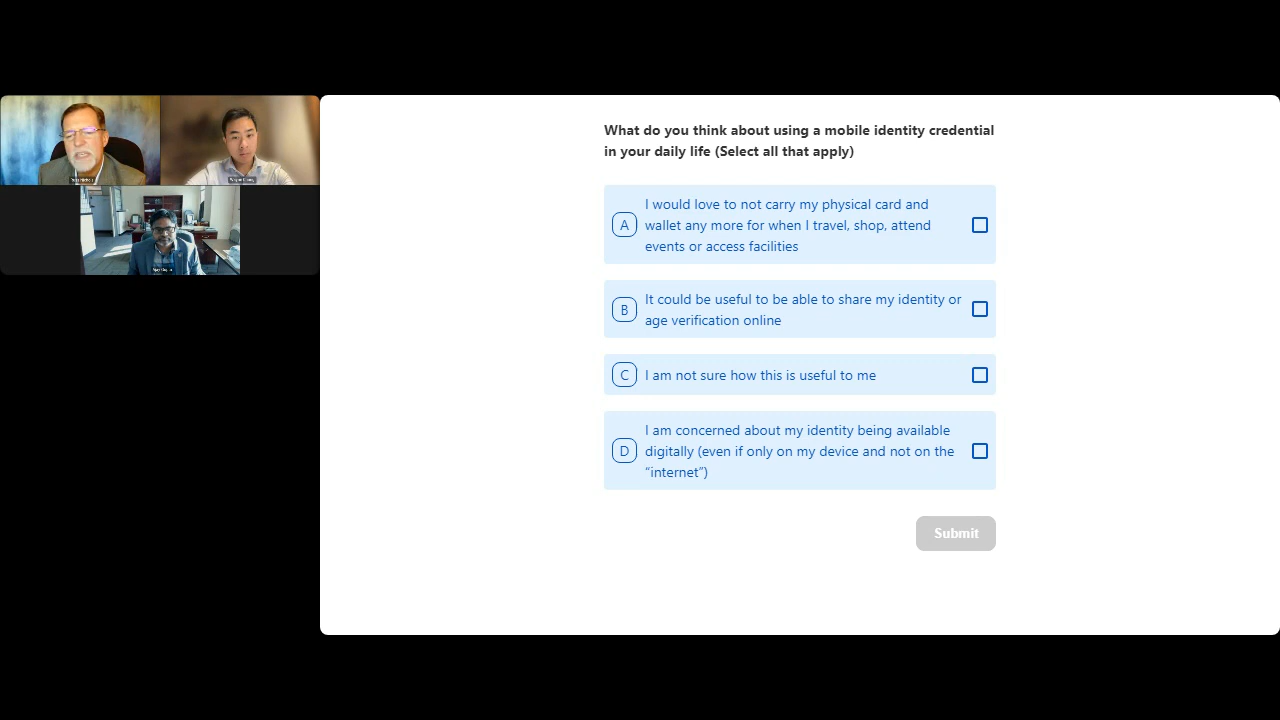 What do you think about using a mobile identity credential
in your daily life (Select all that apply)
A
I would love to not carry my physical card and
wallet any more for when I travel, shop, attend
events or access facilities
B
It could be useful to be able to share my identity or
age verification online
C
I am not sure how this is useful to me
D
I am concerned about my identity being available
digitally (even if only on my device and not on the
“internet”)
Submit